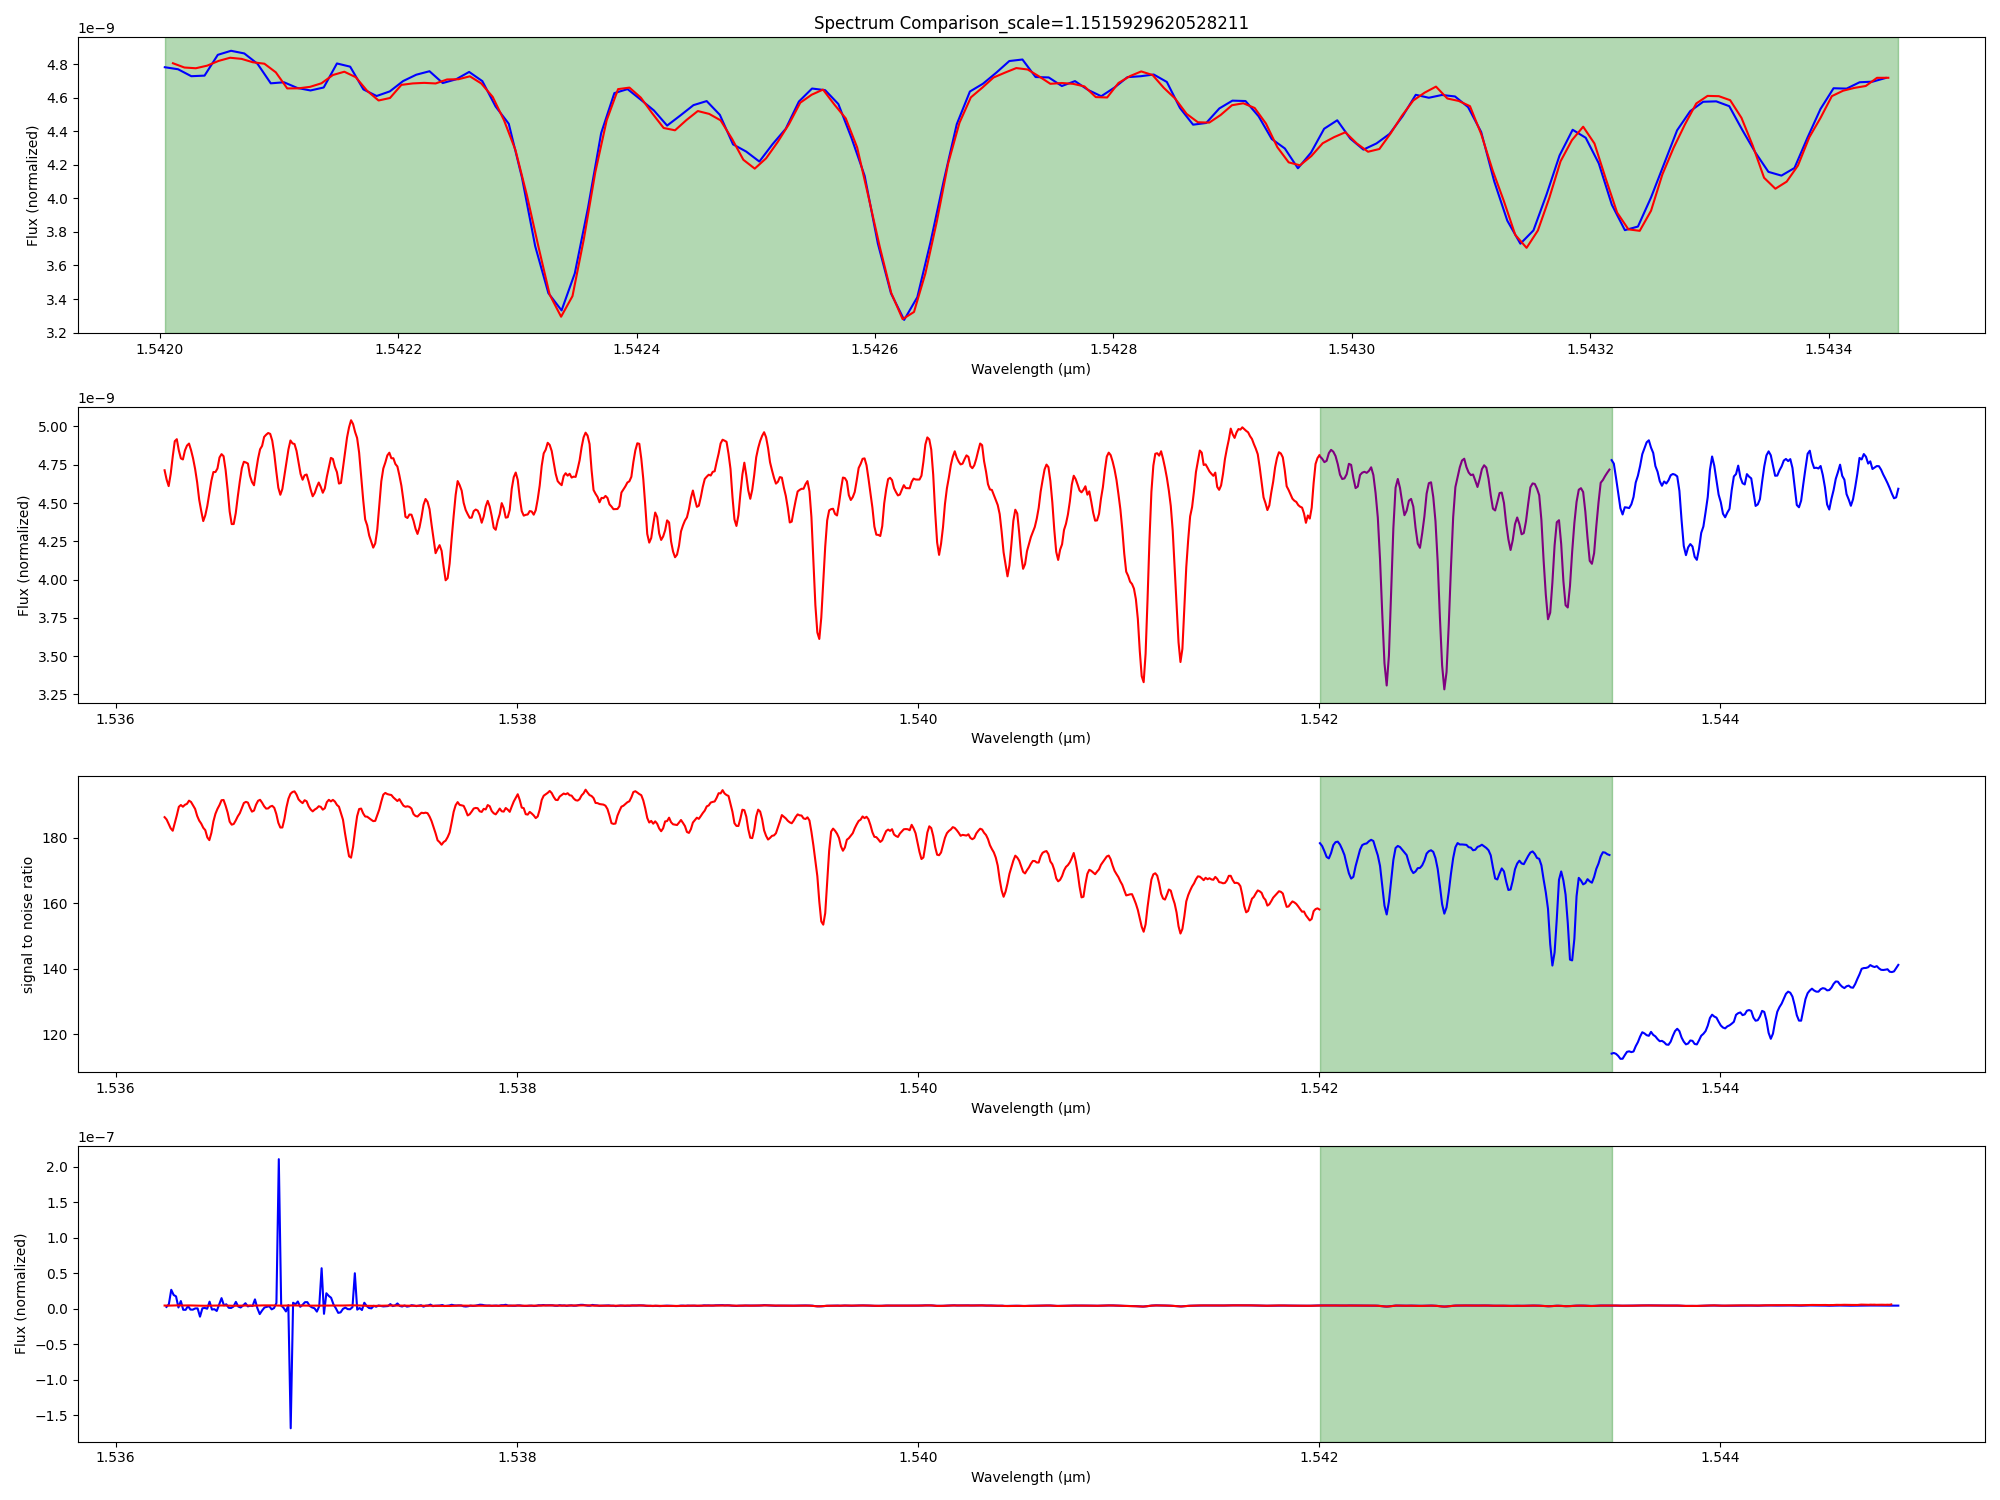 Spectrum Comparison_scale=1.1515929620528211
1e−9
Flux (normalized)
4.8
4.6
4.4
4.2
4.0
3.8
3.6
3.4
3.2
1.5420 1.5422 1.5424 1.5426 1.5428 1.5430 1.5432 1.5434
Wavelength (μm)
1e−9
Flux (normalized)
5.00
4.75
4.50
4.25
4.00
3.75
3.50
3.25
1.536 1.538 1.540 1.542 1.544
Wavelength (μm)
signal to noise ratio
180
160
140
120
1.536 1.538 1.540 1.542 1.544
Wavelength (μm)
1e−7
Flux (normalized)
2.0
1.5
1.0
0.5
0.0
−0.5
−1.0
−1.5
1.536 1.538 1.540 1.542 1.544
Wavelength (μm)